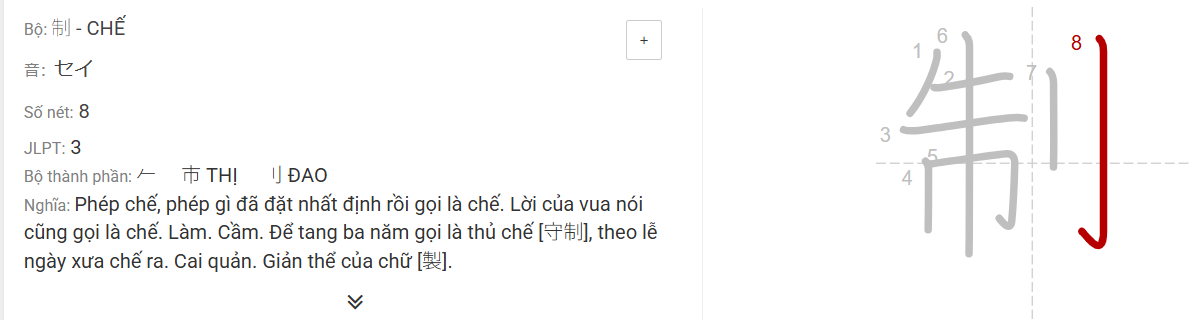 Bộ: 制 - CHẾ
+
音: セイ
Số nét: 8
JLPT: 3
Bộ thành phần: 𠂉 市 THỊ 刂 ĐAO
Nghĩa: Phép chế, phép gì đã đặt nhất định rồi gọi là chế. Lời của vua nói
cũng gọi là chế. Làm. Cầm. Để tang ba năm gọi là thủ chế [守制], theo lễ
ngày xưa chế ra. Cai quản. Giản thể của chữ [製].
制
1
2
3
4
5
6
7
8